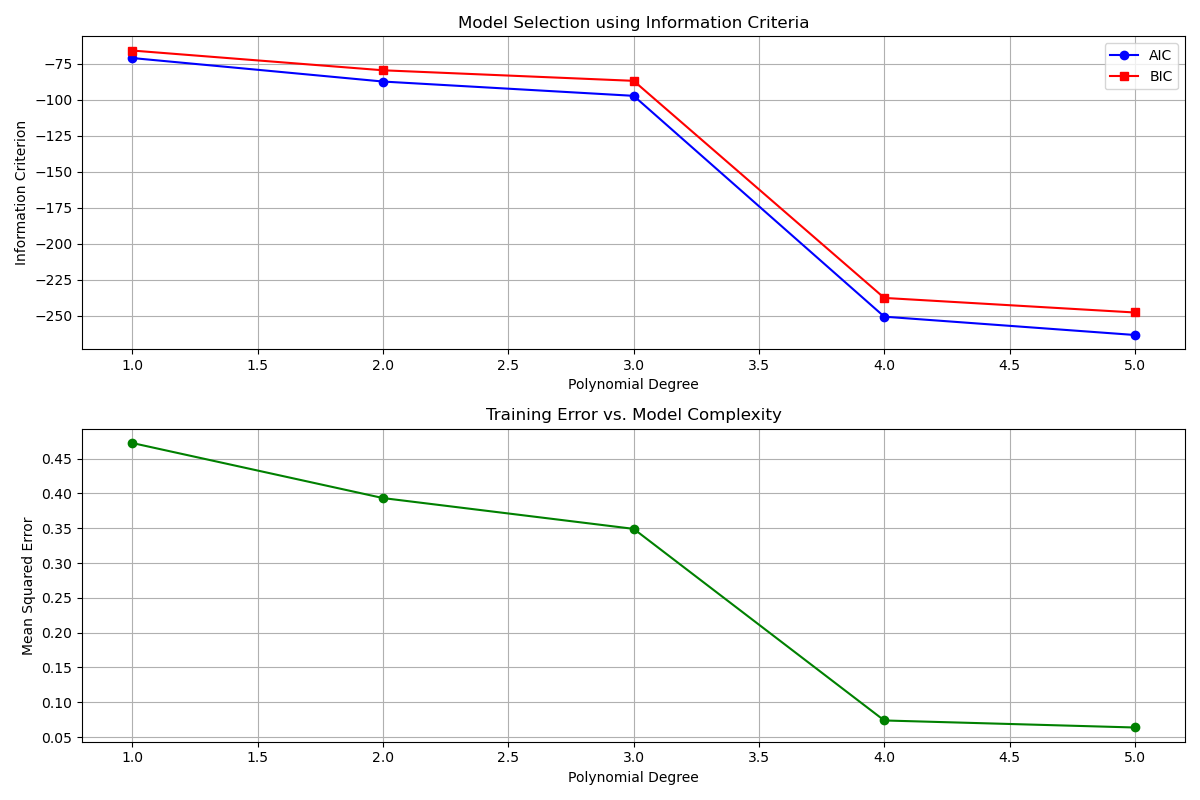 Model Selection using Information Criteria
AIC
BIC
Information Criterion
−75
−100
−125
−150
−175
−200
−225
−250
1.0 1.5 2.0 2.5 3.0 3.5 4.0 4.5 5.0
Polynomial Degree
Training Error vs. Model Complexity
Mean Squared Error
0.45
0.40
0.35
0.30
0.25
0.20
0.15
0.10
0.05
1.0 1.5 2.0 2.5 3.0 3.5 4.0 4.5 5.0
Polynomial Degree